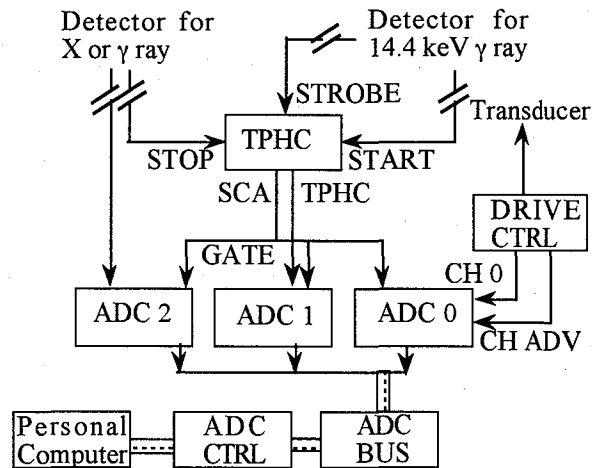 Detector for
X or γ ray
Detector for
14.4 keV γ ray
STROBE
Transducer
TPHC
STOP
START
SCA
TPHC
DRIVE
CTRL
GATE
CH 0
ADC 2
ADC 1
ADC 0
CH ADV
Personal
Computer
ADC
CTRL
ADC
BUS